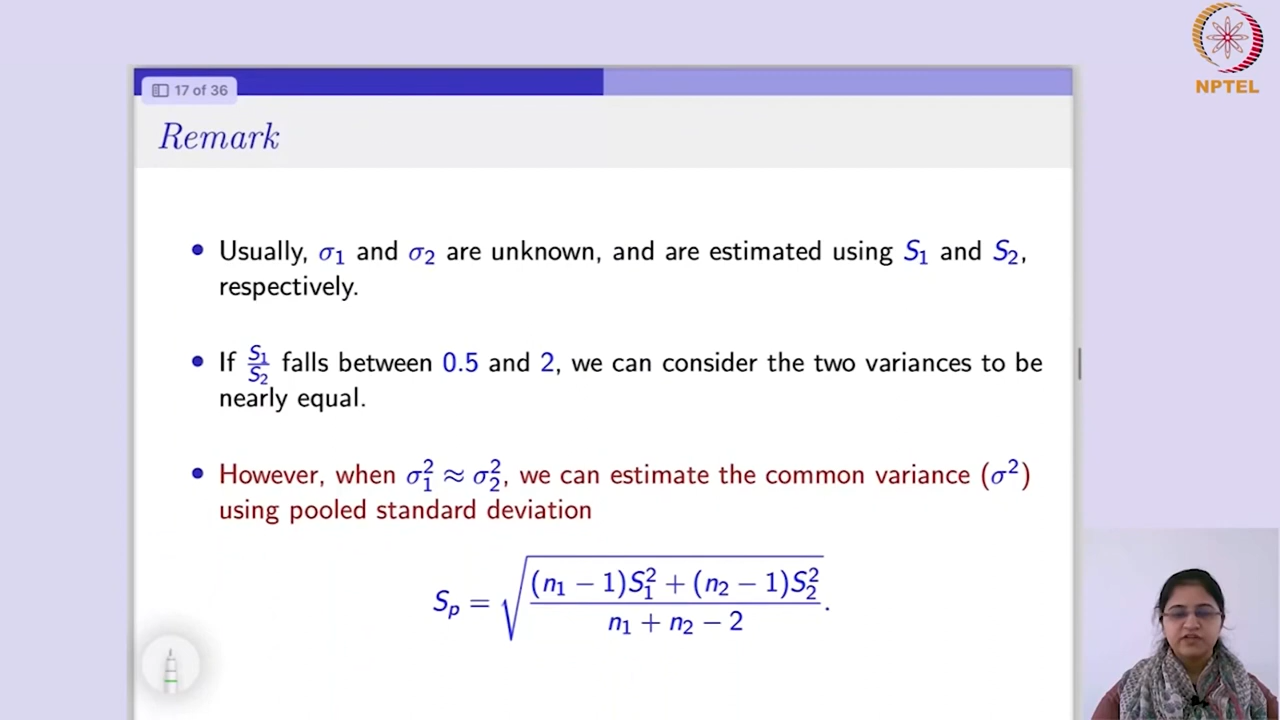 NPTEL
17 of 36
Remark
• Usually, σ₁ and σ₂ are unknown, and are estimated using S₁ and S₂,
respectively.
• If S₁/S₂ falls between 0.5 and 2, we can consider the two variances to be
nearly equal.
• However, when σ₁² ≈ σ₂², we can estimate the common variance (σ²)
using pooled standard deviation
Sₚ = √(((n₁ − 1)S₁² + (n₂ − 1)S₂²)/(n₁ + n₂ − 2)).